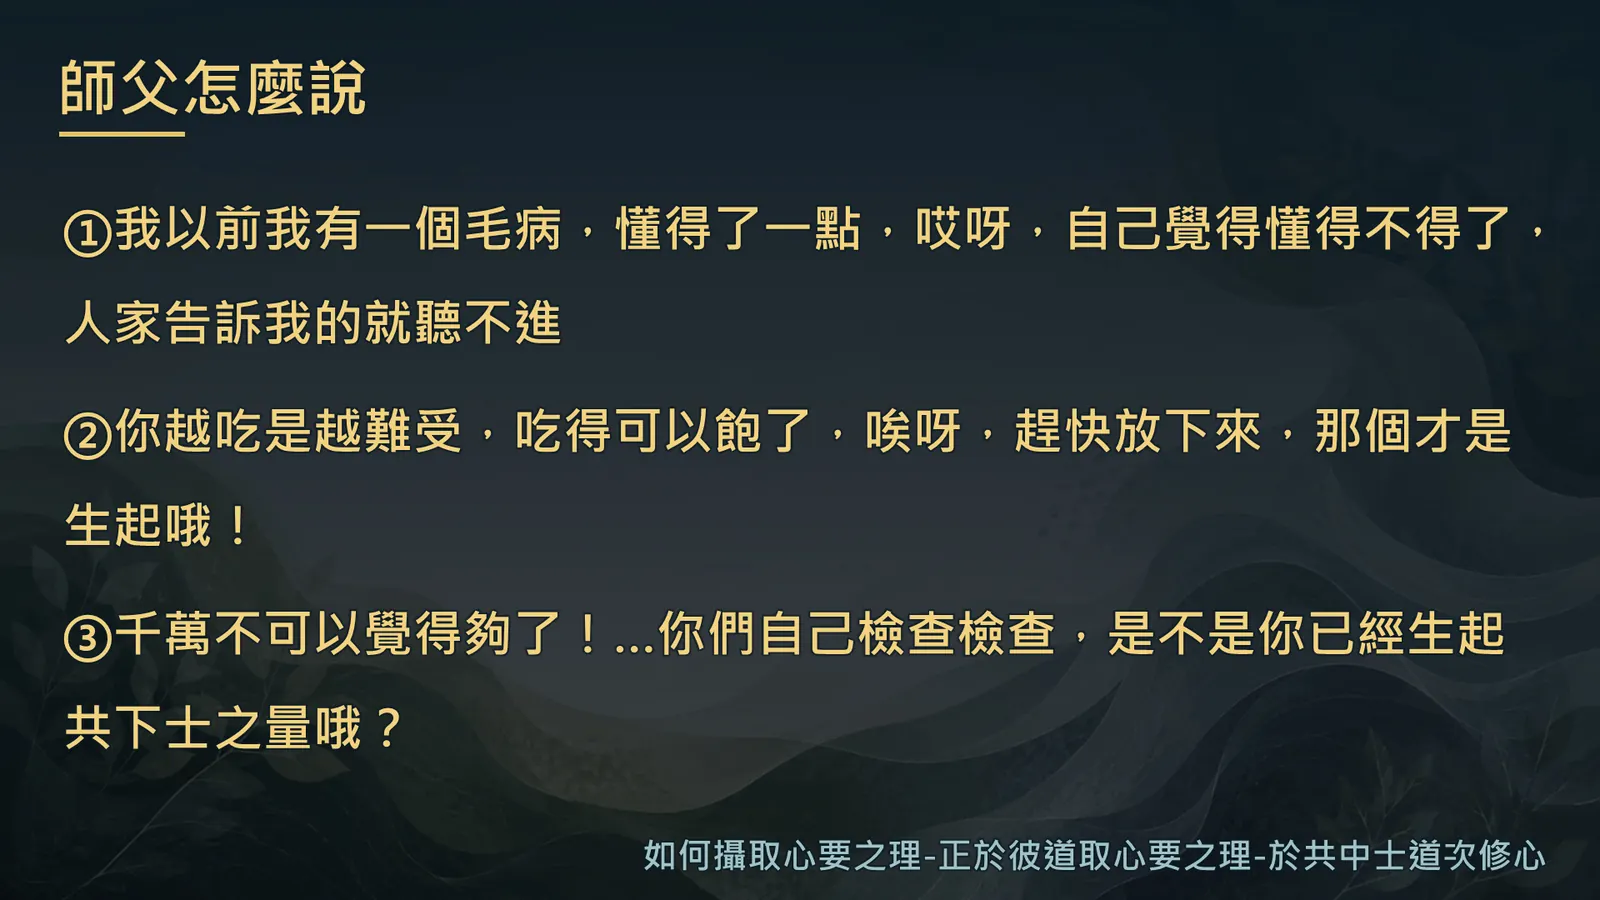 師父怎麼說
①我以前我有一個毛病，懂得了一點，哎呀，自己覺得懂得不得了，
人家告訴我的就聽不進
②你越吃是越難受，吃得可以飽了，唉呀，趕快放下來，那個才是
生起哦！
③千萬不可以覺得夠了！...你們自己檢查檢查，是不是你已經生起
共下士之量哦？
如何攝取心要之理-正於彼道取心要之理-於共中士道次修心